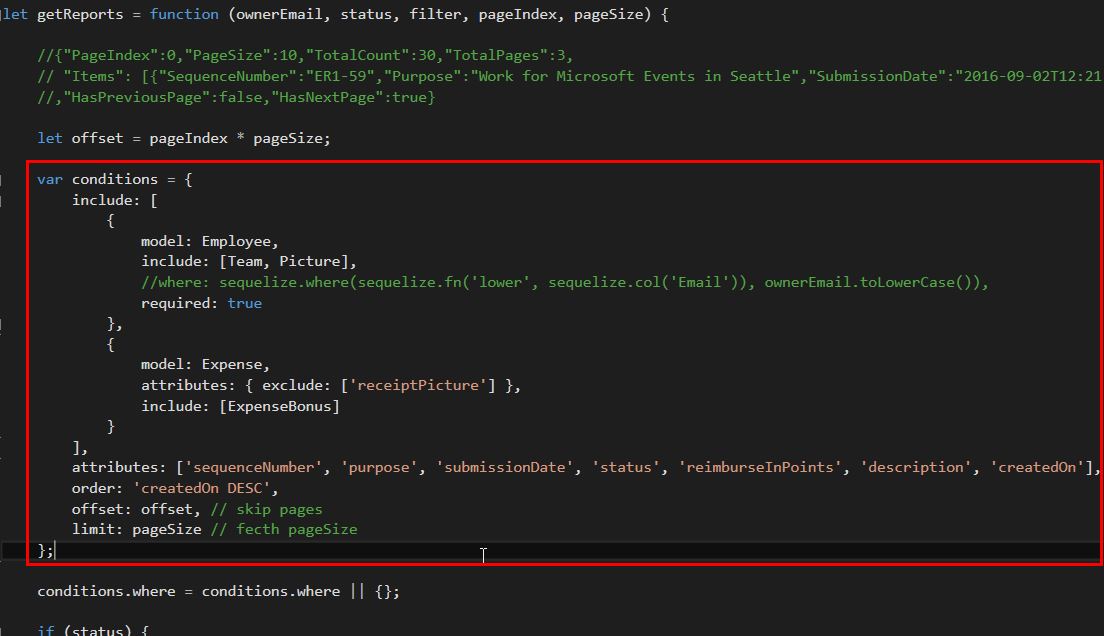 let getReports = function (ownerEmail, status, filter, pageIndex, pageSize) {
//{"PageIndex":0,"PageSize":10,"TotalCount":30,"TotalPages":3,
// "Items": [{"SequenceNumber":"ER1-59","Purpose":"Work for Microsoft Events in Seattle","SubmissionDate":"2016-09-02T12:21
//,"HasPreviousPage":false,"HasNextPage":true}
let offset = pageIndex * pageSize;
var conditions = {
include: [
{
model: Employee,
include: [Team, Picture],
//where: sequelize.where(sequelize.fn('lower', sequelize.col('Email')), ownerEmail.toLowerCase()),
required: true
},
{
model: Expense,
attributes: { exclude: ['receiptPicture'] },
include: [ExpenseBonus]
}
],
attributes: ['sequenceNumber', 'purpose', 'submissionDate', 'status', 'reimburseInPoints', 'description', 'createdOn'],
order: 'createdOn DESC',
offset: offset, // skip pages
limit: pageSize // fecth pageSize
};
conditions.where = conditions.where || {};
if (status) {